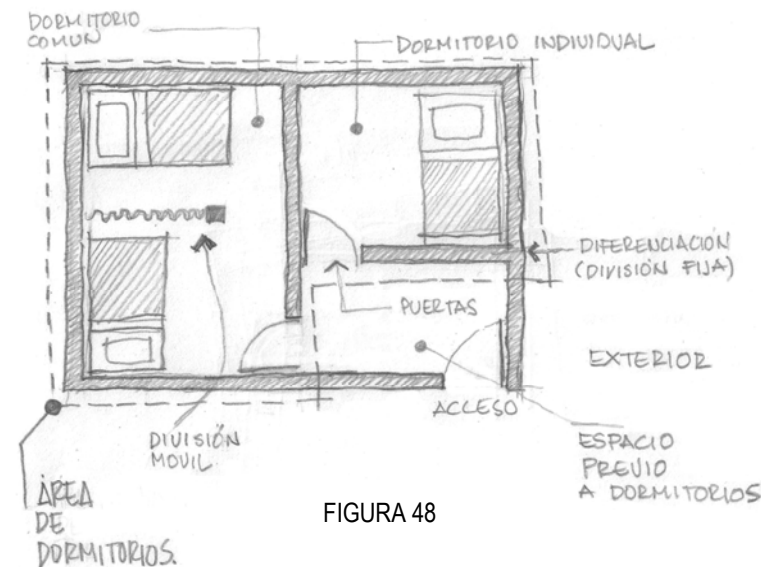 DORMITORIO
COMUN
DORMITORIO INDIVIDUAL
DIFERENCIACIÓN
(DIVISIÓN FIJA)
PUERTAS
EXTERIOR
ACCESO
DIVISIÓN
MOVIL
ESPACIO
PREVIO
A DORMITORIOS
ÁREA
DE
DORMITORIOS.
FIGURA 48